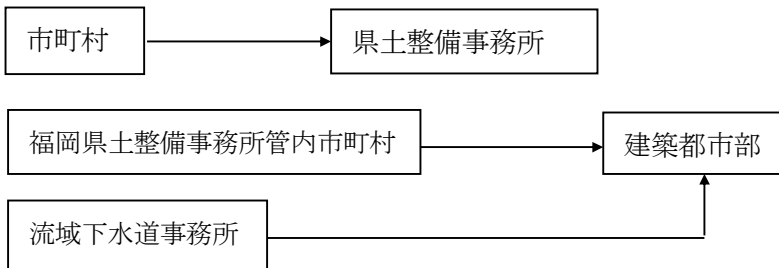 市町村
県土整備事務所
福岡県土整備事務所管内市町村
建築都市部
流域下水道事務所